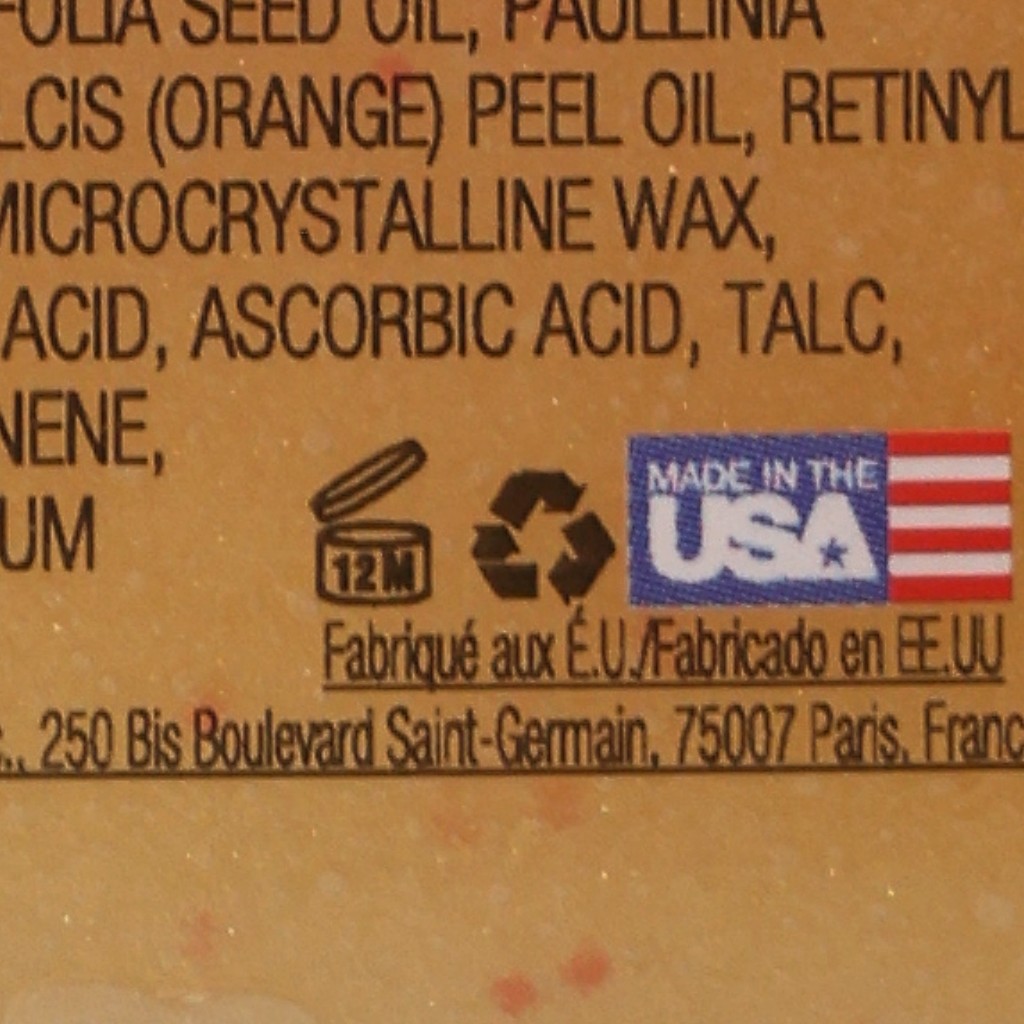 FOLIA SEED OIL, PAULLINIA
LCIS (ORANGE) PEEL OIL, RETINYL
MICROCRYSTALLINE WAX,
ACID, ASCORBIC ACID, TALC,
NENE,
UM
12M
MADE IN THE
USA
Fabriqué aux É.U./Fabricado en EE.UU
., 250 Bis Boulevard Saint-Germain, 75007 Paris, Franc